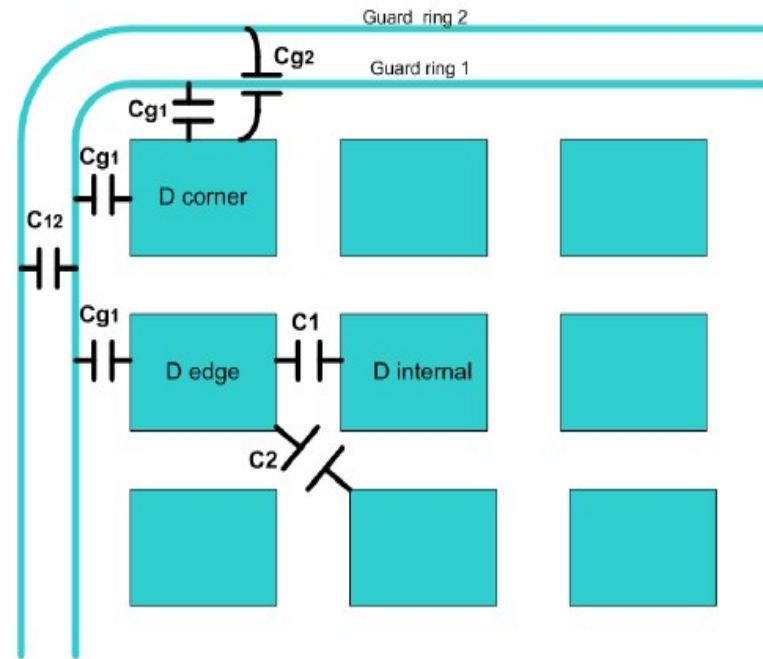 Guard ring 2
Cg2
Guard ring 1
Cg1
Cg1
D corner
C12
Cg1
C1
D edge
D internal
C2